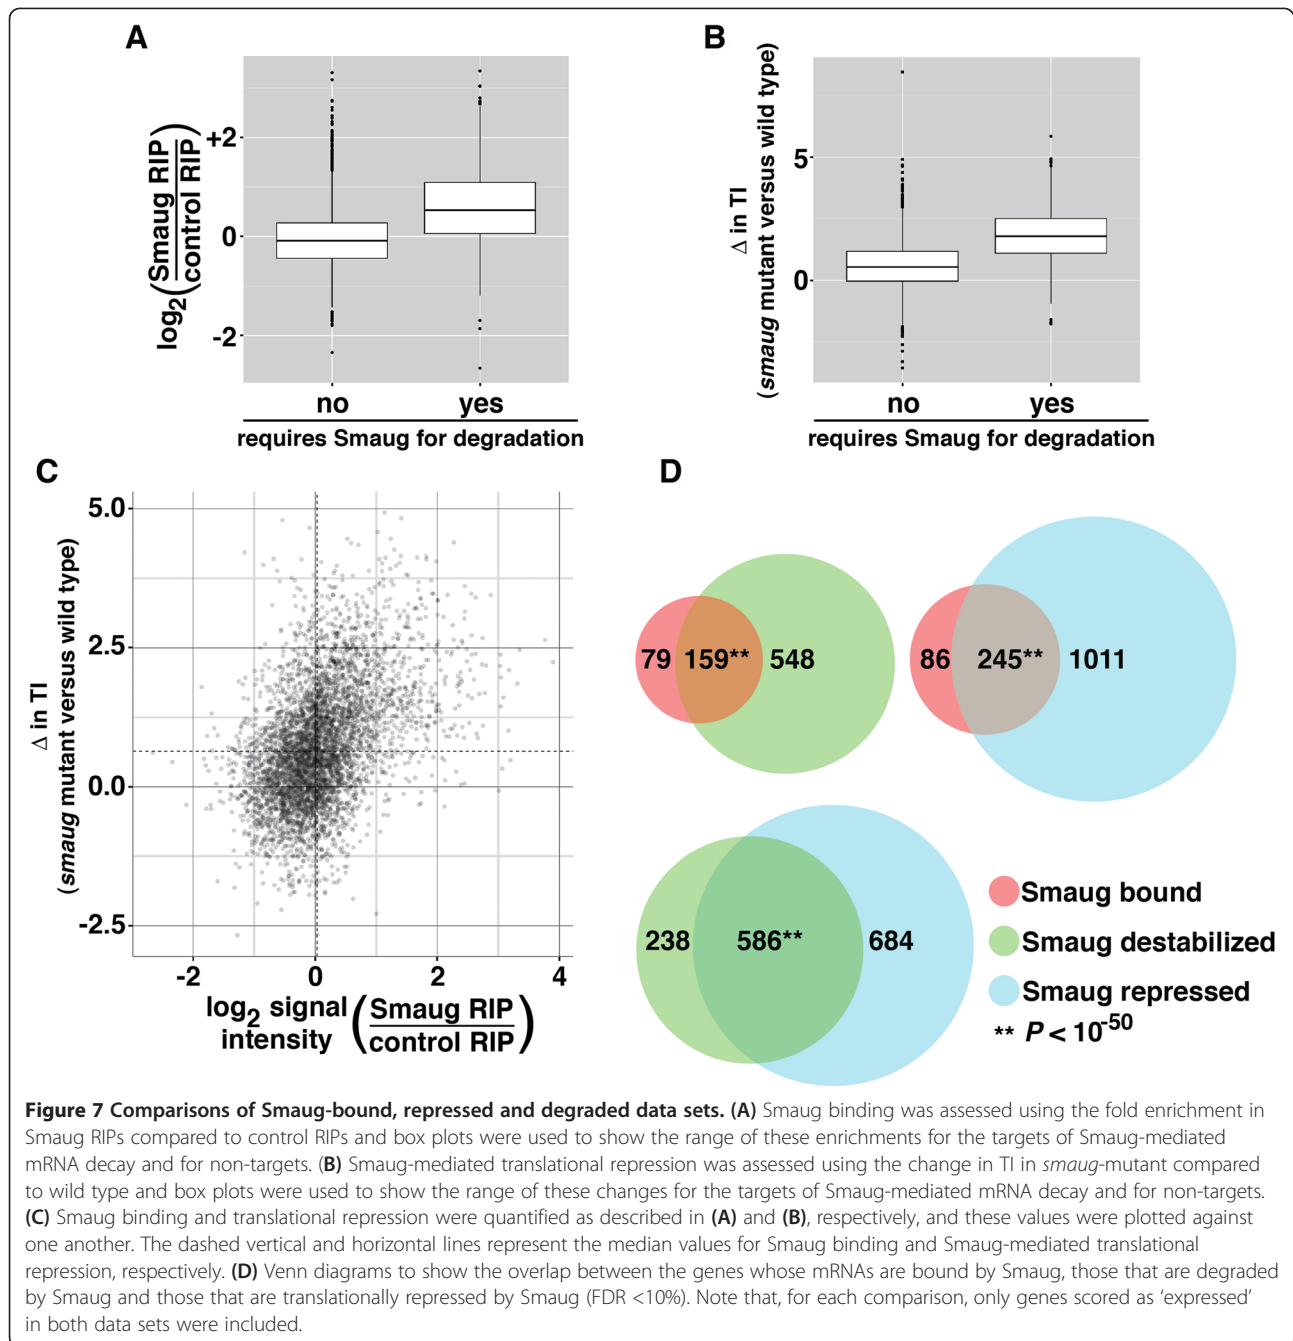 A
log2(Smaug RIP / control RIP)
+2
0
-2
no yes
requires Smaug for degradation
B
Δ in TI
(smaug mutant versus wild type)
5
0
no yes
requires Smaug for degradation
C
Δ in TI
(smaug mutant versus wild type)
5.0
2.5
0.0
-2.5
-2 0 2 4
log2 signal intensity (Smaug RIP / control RIP)
D
79 159** 548
86 245** 1011
238 586** 684
Smaug bound
Smaug destabilized
Smaug repressed
** P < 10^-50
Figure 7 Comparisons of Smaug-bound, repressed and degraded data sets. (A) Smaug binding was assessed using the fold enrichment in
Smaug RIPs compared to control RIPs and box plots were used to show the range of these enrichments for the targets of Smaug-mediated
mRNA decay and for non-targets. (B) Smaug-mediated translational repression was assessed using the change in TI in smaug-mutant compared
to wild type and box plots were used to show the range of these changes for the targets of Smaug-mediated mRNA decay and for non-targets.
(C) Smaug binding and translational repression were quantified as described in (A) and (B), respectively, and these values were plotted against
one another. The dashed vertical and horizontal lines represent the median values for Smaug binding and Smaug-mediated translational
repression, respectively. (D) Venn diagrams to show the overlap between the genes whose mRNAs are bound by Smaug, those that are degraded
by Smaug and those that are translationally repressed by Smaug (FDR <10%). Note that, for each comparison, only genes scored as ‘expressed’
in both data sets were included.